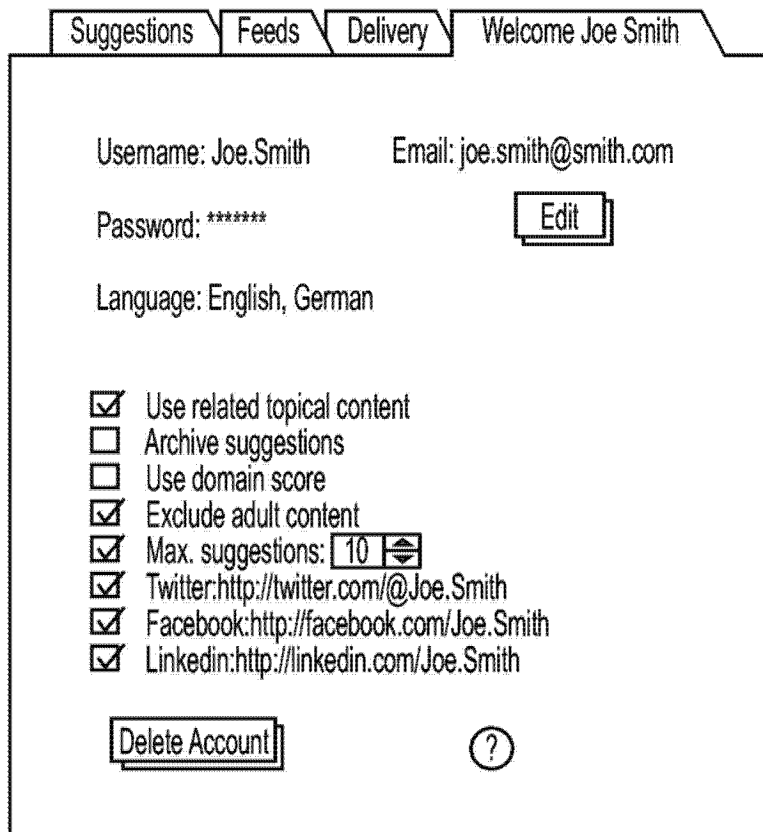 Suggestions Feeds Delivery Welcome Joe Smith
Username: Joe.Smith Email: joe.smith@smith.com
Password: ******* Edit
Language: English, German
Use related topical content
Archive suggestions
Use domain score
Exclude adult content
Max. suggestions: 10
Twitter:http://twitter.com/@Joe.Smith
Facebook:http://facebook.com/Joe.Smith
Linkedin:http://linkedin.com/Joe.Smith
Delete Account ?